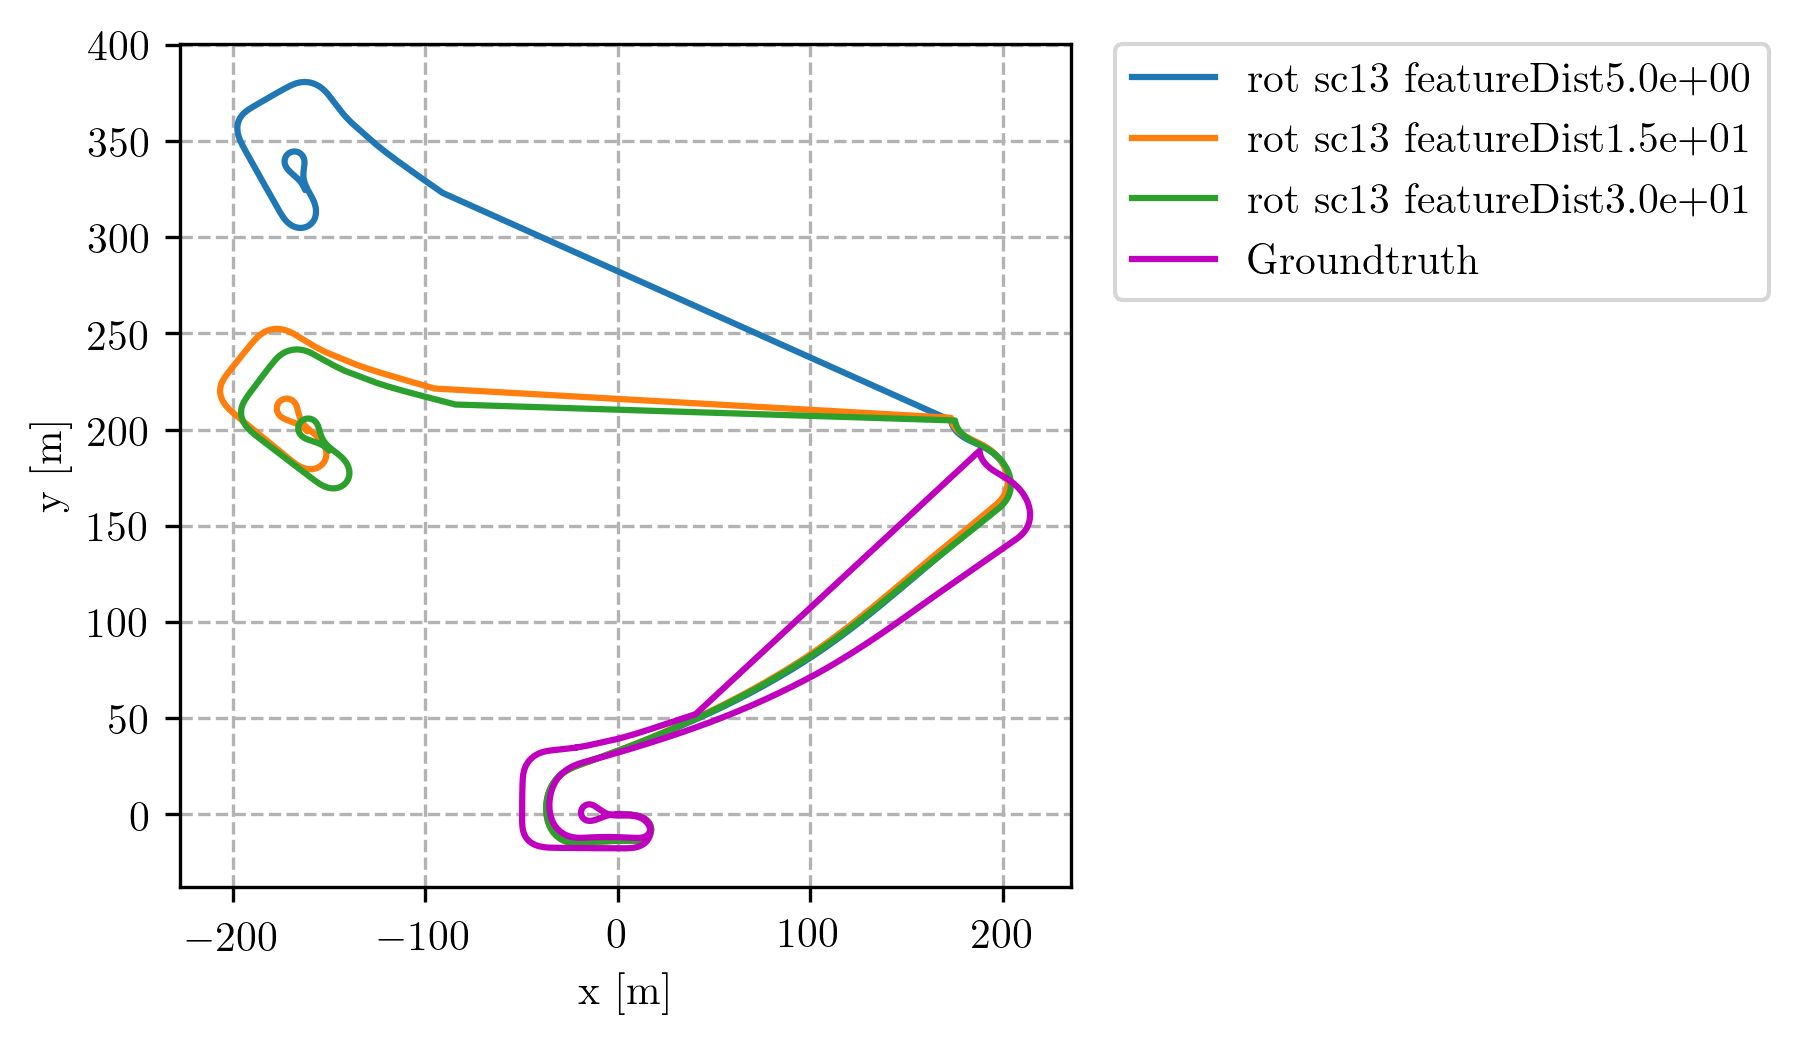 400
350
300
250
200
150
100
50
0
y [m]
−200
−100
0
100
200
x [m]
rot sc13 featureDist5.0e+00
rot sc13 featureDist1.5e+01
rot sc13 featureDist3.0e+01
Groundtruth